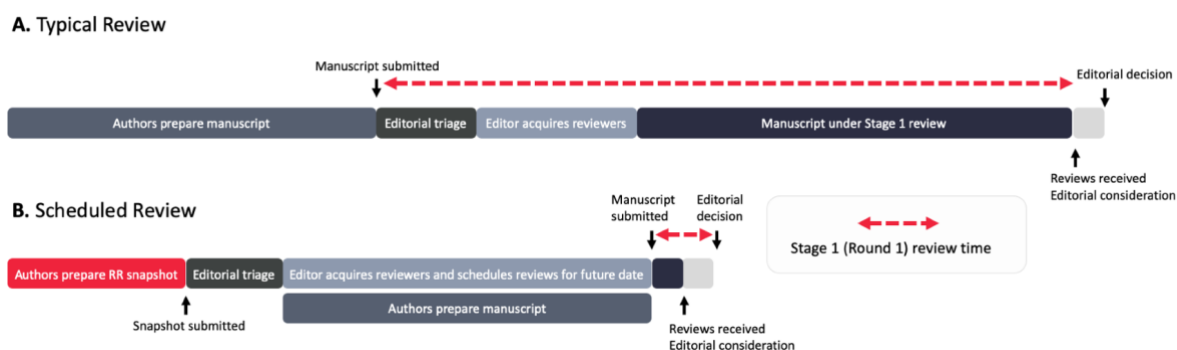 A. Typical Review
Manuscript submitted
Editorial decision
Authors prepare manuscript
Editorial triage
Editor acquires reviewers
Manuscript under Stage 1 review
Reviews received
Editorial consideration
B. Scheduled Review
Manuscript
submitted
Editorial
decision
Stage 1 (Round 1) review time
Authors prepare RR snapshot
Editorial triage
Editor acquires reviewers and schedules reviews for future date
Authors prepare manuscript
Snapshot submitted
Reviews received
Editorial consideration